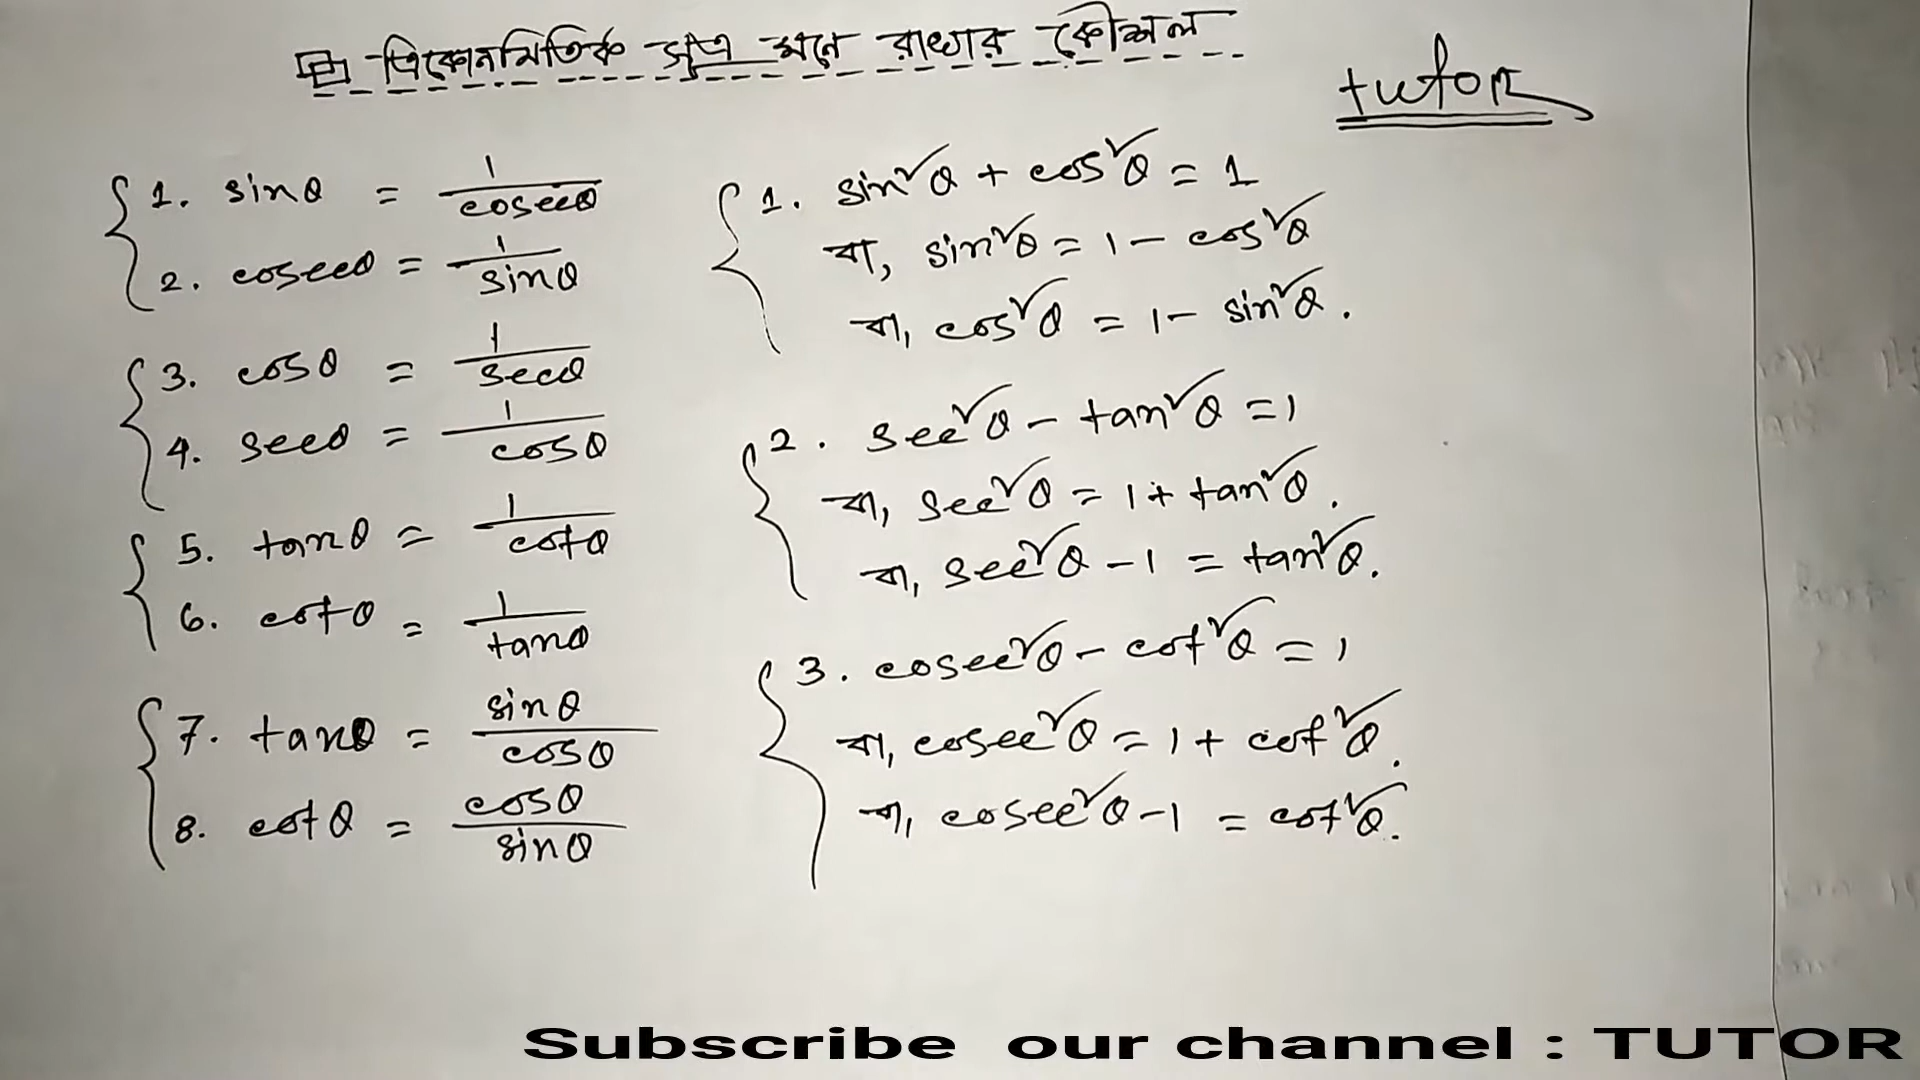 ত্রিকোনমিতিক সূত্র মনে রাখার কৌশল
tutor
1. sinθ = 1/cosecθ
2. cosecθ = 1/sinθ
3. cosθ = 1/secθ
4. secθ = 1/cosθ
5. tanθ = 1/cotθ
6. cotθ = 1/tanθ
7. tanθ = sinθ/cosθ
8. cotθ = cosθ/sinθ
1. sin²θ + cos²θ = 1
বা, sin²θ = 1 - cos²θ
বা, cos²θ = 1 - sin²θ.
2. sec²θ - tan²θ = 1
বা, sec²θ = 1 + tan²θ.
বা, sec²θ - 1 = tan²θ.
3. cosec²θ - cot²θ = 1
বা, cosec²θ = 1 + cot²θ.
বা, cosec²θ - 1 = cot²θ.
Subscribe our channel : TUTOR